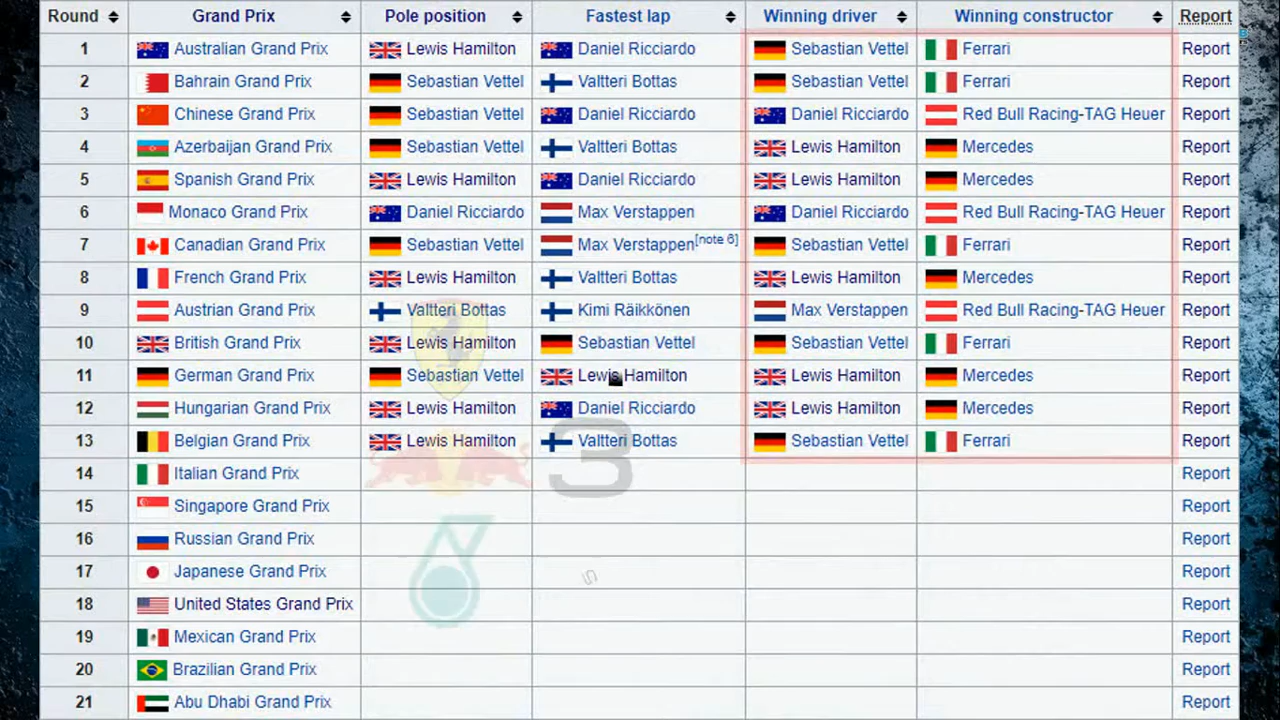 Round Grand Prix Pole position Fastest lap Winning driver Winning constructor Report
1 Australian Grand Prix Lewis Hamilton Daniel Ricciardo Sebastian Vettel Ferrari Report
2 Bahrain Grand Prix Sebastian Vettel Valtteri Bottas Sebastian Vettel Ferrari Report
3 Chinese Grand Prix Sebastian Vettel Daniel Ricciardo Daniel Ricciardo Red Bull Racing-TAG Heuer Report
4 Azerbaijan Grand Prix Sebastian Vettel Valtteri Bottas Lewis Hamilton Mercedes Report
5 Spanish Grand Prix Lewis Hamilton Daniel Ricciardo Lewis Hamilton Mercedes Report
6 Monaco Grand Prix Daniel Ricciardo Max Verstappen Daniel Ricciardo Red Bull Racing-TAG Heuer Report
7 Canadian Grand Prix Sebastian Vettel Max Verstappen[note 6] Sebastian Vettel Ferrari Report
8 French Grand Prix Lewis Hamilton Valtteri Bottas Lewis Hamilton Mercedes Report
9 Austrian Grand Prix Valtteri Bottas Kimi Räikkönen Max Verstappen Red Bull Racing-TAG Heuer Report
10 British Grand Prix Lewis Hamilton Sebastian Vettel Sebastian Vettel Ferrari Report
11 German Grand Prix Sebastian Vettel Lewis Hamilton Lewis Hamilton Mercedes Report
12 Hungarian Grand Prix Lewis Hamilton Daniel Ricciardo Lewis Hamilton Mercedes Report
13 Belgian Grand Prix Lewis Hamilton Valtteri Bottas Sebastian Vettel Ferrari Report
3
14 Italian Grand Prix Report
15 Singapore Grand Prix Report
16 Russian Grand Prix Report
17 Japanese Grand Prix Report
18 United States Grand Prix Report
19 Mexican Grand Prix Report
20 Brazilian Grand Prix Report
21 Abu Dhabi Grand Prix Report